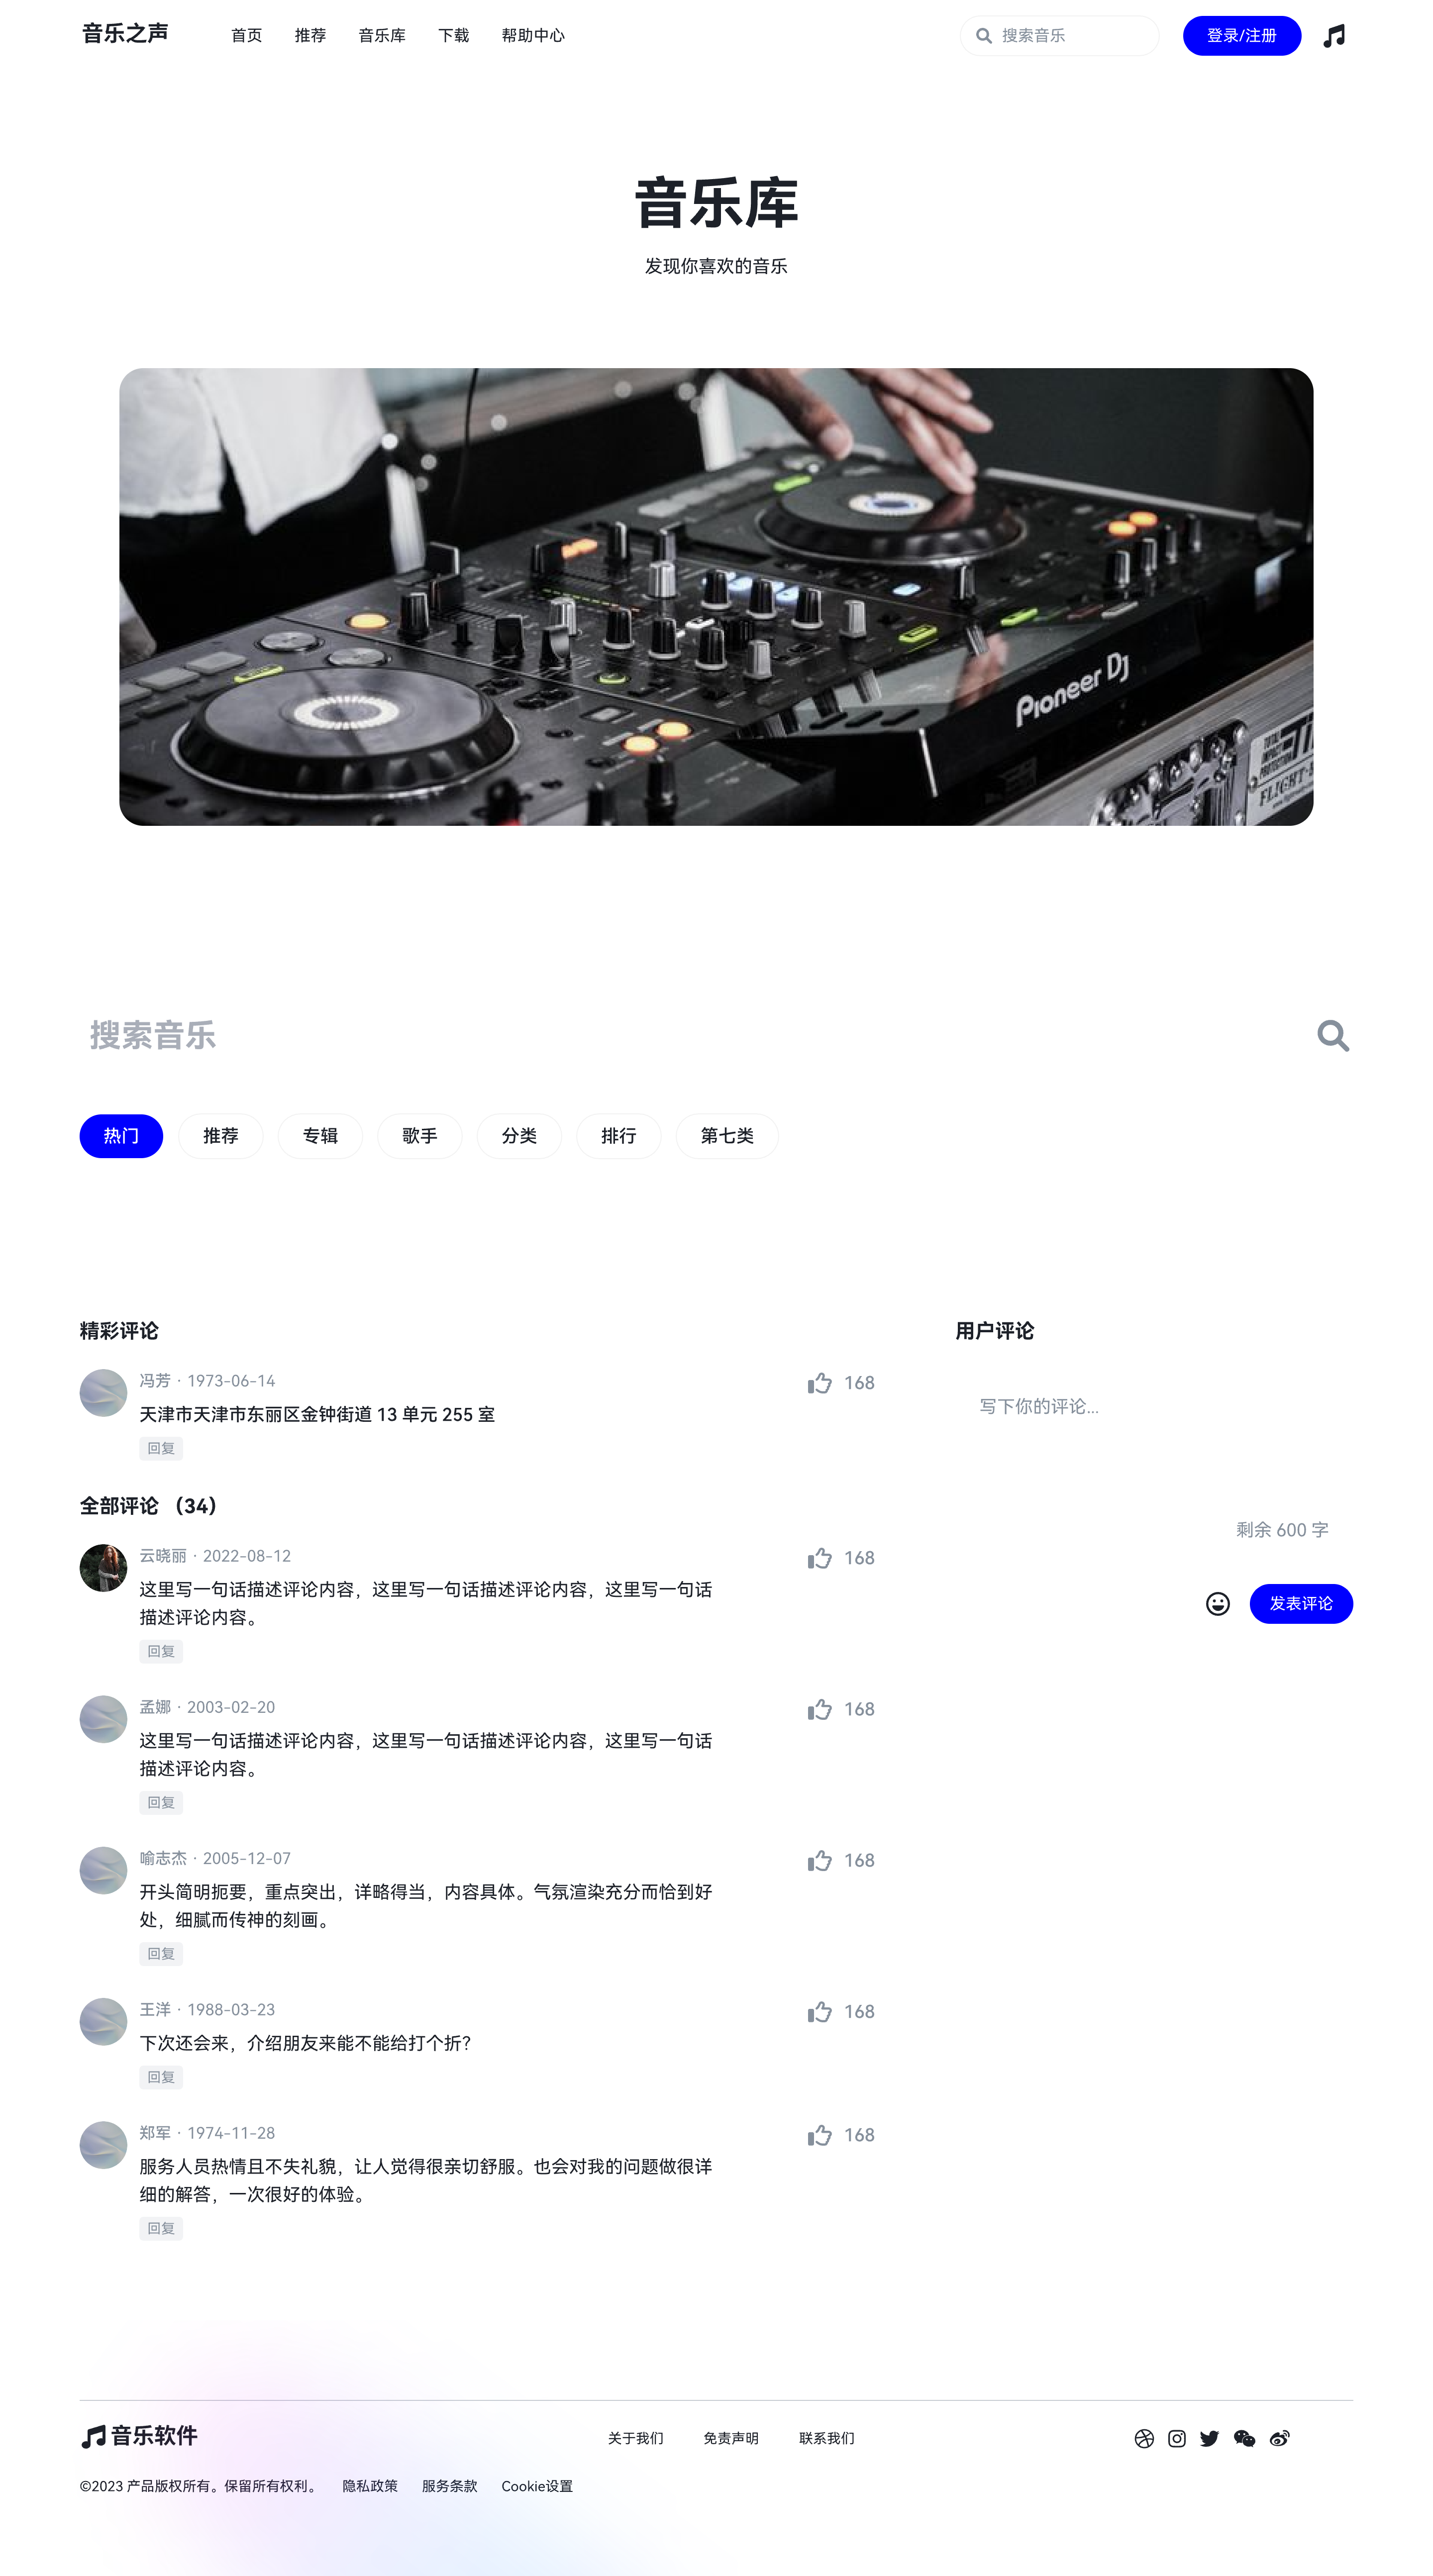 音乐之声
首页 推荐 音乐库 下载 帮助中心
搜索音乐
登录/注册
音乐库
发现你喜欢的音乐
Pioneer Dj
搜索音乐
热门 推荐 专辑 歌手 分类 排行 第七类
精彩评论
冯芳 · 1973-06-14
168
天津市天津市东丽区金钟街道 13 单元 255 室
回复
全部评论 （34）
云晓丽 · 2022-08-12
168
这里写一句话描述评论内容，这里写一句话描述评论内容，这里写一句话
描述评论内容。
回复
孟娜 · 2003-02-20
168
这里写一句话描述评论内容，这里写一句话描述评论内容，这里写一句话
描述评论内容。
回复
喻志杰 · 2005-12-07
168
开头简明扼要，重点突出，详略得当，内容具体。气氛渲染充分而恰到好
处，细腻而传神的刻画。
回复
王洋 · 1988-03-23
168
下次还会来，介绍朋友来能不能给打个折？
回复
郑军 · 1974-11-28
168
服务人员热情且不失礼貌，让人觉得很亲切舒服。也会对我的问题做很详
细的解答，一次很好的体验。
回复
用户评论
写下你的评论...
剩余 600 字
发表评论
音乐软件
关于我们 免责声明 联系我们
©2023 产品版权所有。保留所有权利。 隐私政策 服务条款 Cookie设置